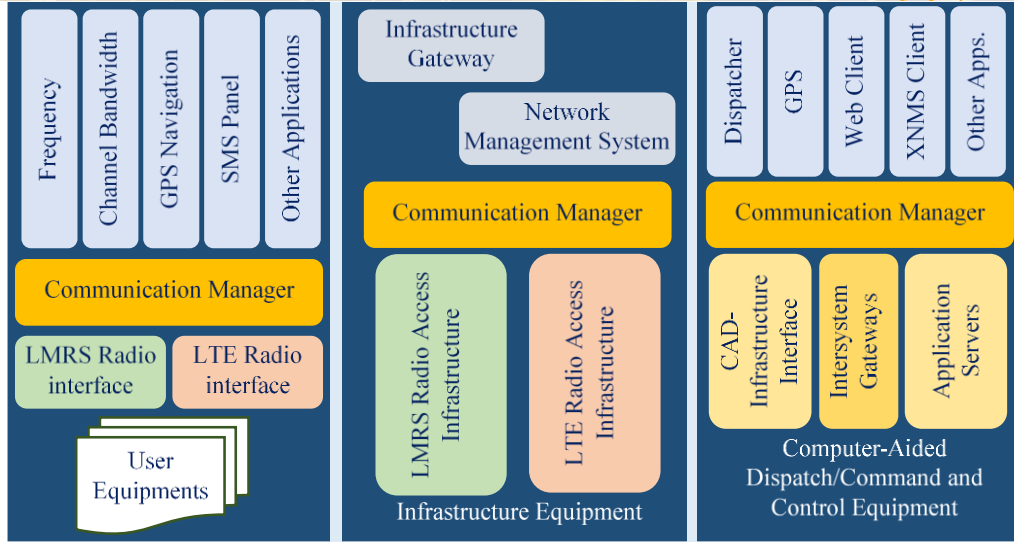 Frequency
Channel Bandwidth
GPS Navigation
SMS Panel
Other Applications
Communication Manager
LMRS Radio
interface
LTE Radio
interface
User
Equipments
Infrastructure
Gateway
Network
Management System
Communication Manager
LMRS Radio Access
Infrastructure
LTE Radio Access
Infrastructure
Infrastructure Equipment
Dispatcher
GPS
Web Client
XNMS Client
Other Apps.
Communication Manager
CAD-
Infrastructure
Interface
Intersystem
Gateways
Application
Servers
Computer-Aided
Dispatch/Command and
Control Equipment